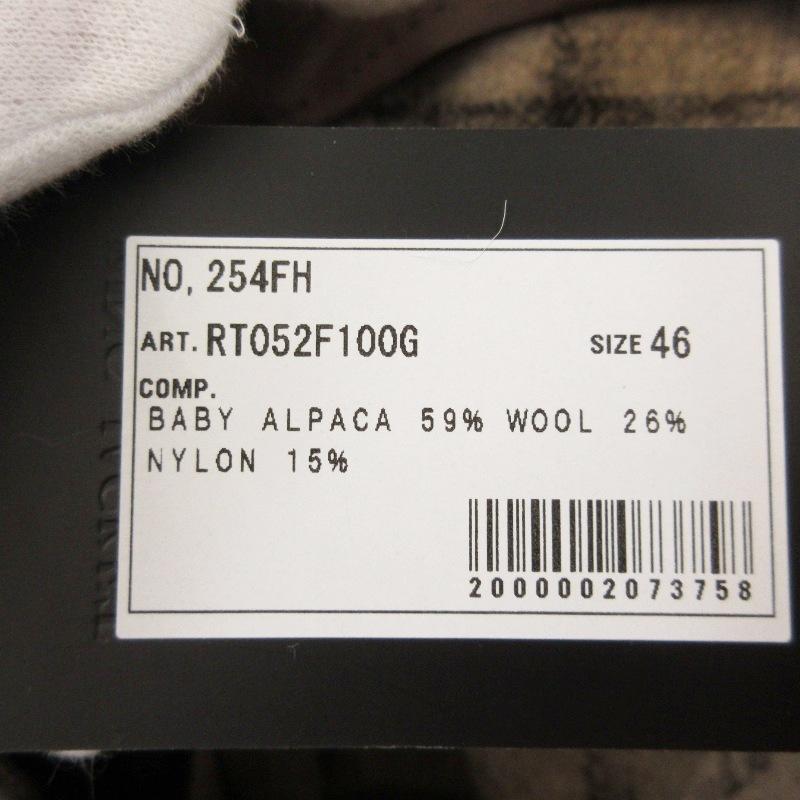 NO, 254FH
ART. RT052F100G SIZE 46
COMP.
BABY ALPACA 59% WOOL 26%
NYLON 15%
2000002073758